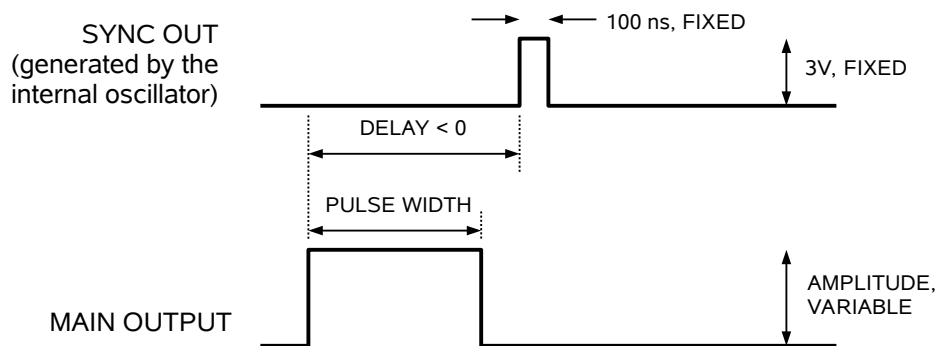 SYNC OUT
(generated by the
internal oscillator)
100 ns, FIXED
3V, FIXED
DELAY < 0
PULSE WIDTH
MAIN OUTPUT
AMPLITUDE,
VARIABLE